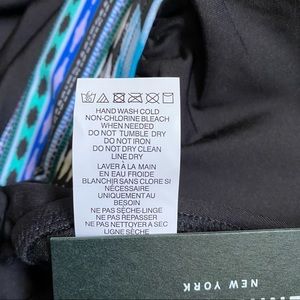 HAND WASH COLD
NON-CHLORINE BLEACH
WHEN NEEDED
DO NOT TUMBLE DRY
DO NOT IRON
DO NOT DRY CLEAN
LINE DRY
LAVER À LA MAIN
EN EAU FROIDE
BLANCHIR SANS CLORE SI
NÉCESSAIRE
UNIQUEMENT AU
BESOIN
NE PAS SÈCHE-LINGE
NE PAS REPASSER
NE PAS NETTOYER A SEC
LIGNE SÈCHE
NEW YORK